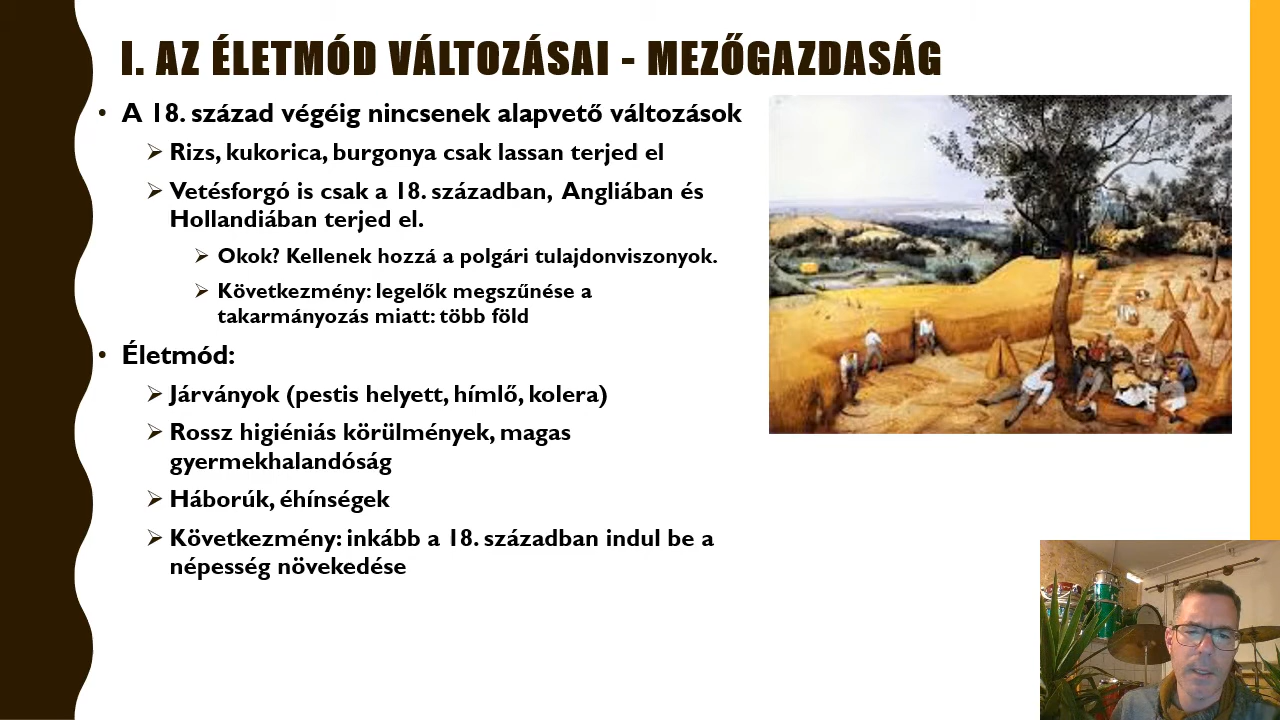 I. AZ ÉLETMÓD VÁLTOZÁSAI - MEZŐGAZDASÁG
• A 18. század végéig nincsenek alapvető változások
Rizs, kukorica, burgonya csak lassan terjed el
Vetésforgó is csak a 18. században, Angliában és
Hollandiában terjed el.
Okok? Kellenek hozzá a polgári tulajdonviszonyok.
Következmény: legelők megszűnése a
takarmányozás miatt: több föld
• Életmód:
Járványok (pestis helyett, hímlő, kolera)
Rossz higiéniás körülmények, magas
gyermekhalandóság
Háborúk, éhínségek
Következmény: inkább a 18. században indul be a
népesség növekedése